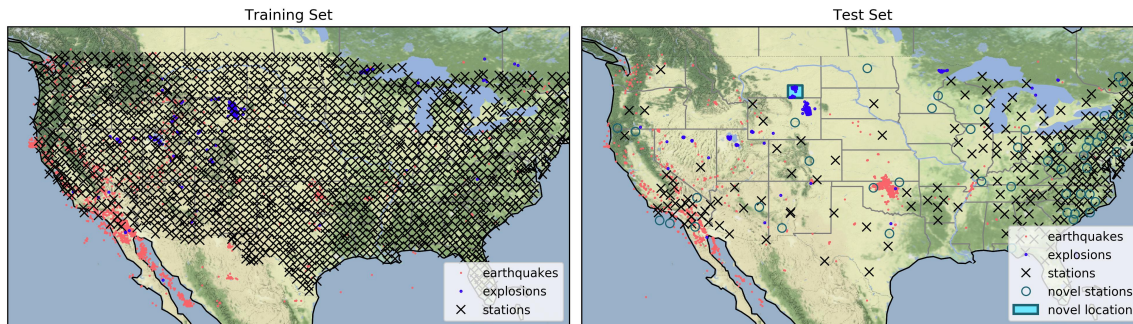 Training Set
earthquakes
explosions
stations
Test Set
earthquakes
explosions
stations
novel stations
novel location